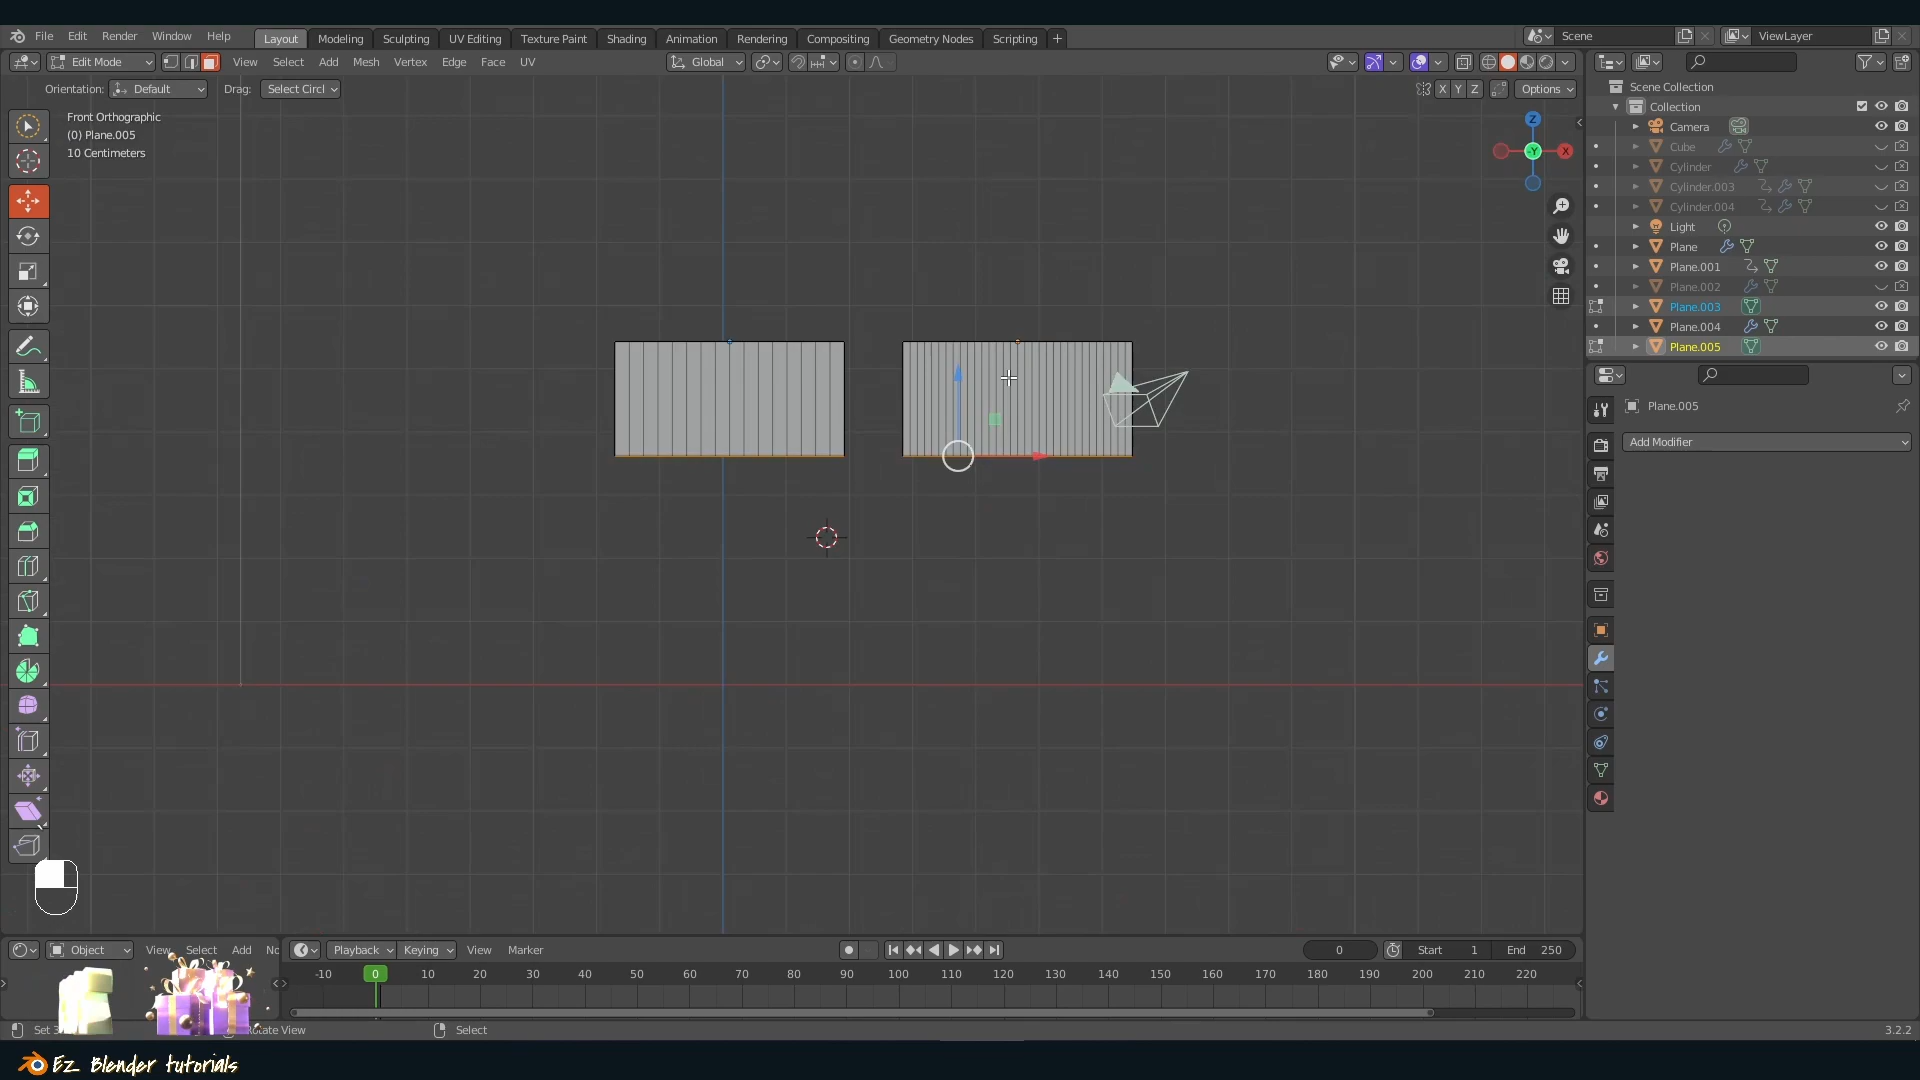 File Edit Render Window Help Layout Modeling Sculpting UV Editing Texture Paint Shading Animation Rendering Compositing Geometry Nodes Scripting Scene ViewLayer
Edit Mode View Select Add Mesh Vertex Edge Face UV Global
Orientation: Default Drag: Select Circl X Y Z Options
Front Orthographic
(0) Plane.005
10 Centimeters
Z
-Y X
Scene Collection
Collection
Camera
Cube
Cylinder
Cylinder.003
Cylinder.004
Light
Plane
Plane.001
Plane.002
Plane.003
Plane.004
Plane.005
Plane.005
Add Modifier
Object View Select Add Playback Keying View Marker 0 Start 1 End 250
-10 0 10 20 30 40 50 60 70 80 90 100 110 120 130 140 150 160 170 180 190 200 210 220
Set View Select 3.2.2
Ez Blender tutorials